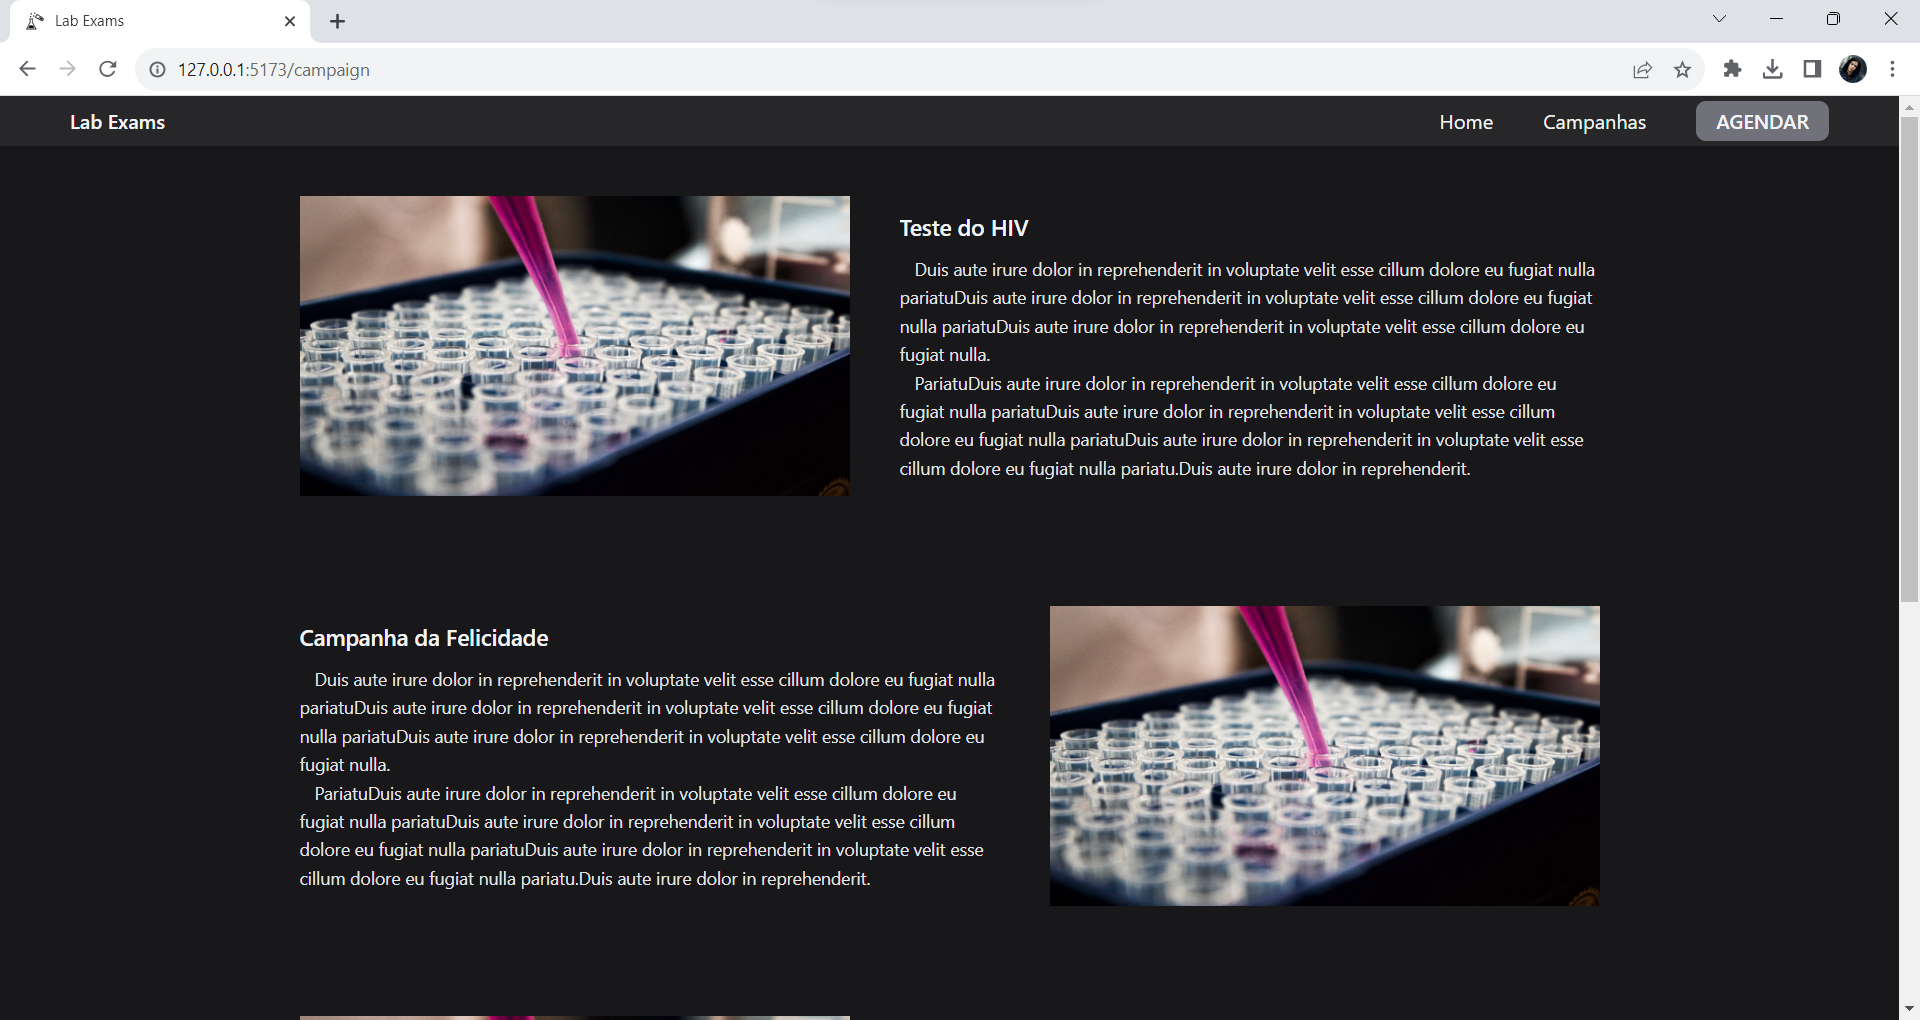 Lab Exams
127.0.0.1:5173/campaign
Lab Exams
Home
Campanhas
AGENDAR
Teste do HIV
Duis aute irure dolor in reprehenderit in voluptate velit esse cillum dolore eu fugiat nulla
pariatuDuis aute irure dolor in reprehenderit in voluptate velit esse cillum dolore eu fugiat
nulla pariatuDuis aute irure dolor in reprehenderit in voluptate velit esse cillum dolore eu
fugiat nulla.
PariatuDuis aute irure dolor in reprehenderit in voluptate velit esse cillum dolore eu
fugiat nulla pariatuDuis aute irure dolor in reprehenderit in voluptate velit esse cillum
dolore eu fugiat nulla pariatuDuis aute irure dolor in reprehenderit in voluptate velit esse
cillum dolore eu fugiat nulla pariatu.Duis aute irure dolor in reprehenderit.
Campanha da Felicidade
Duis aute irure dolor in reprehenderit in voluptate velit esse cillum dolore eu fugiat nulla
pariatuDuis aute irure dolor in reprehenderit in voluptate velit esse cillum dolore eu fugiat
nulla pariatuDuis aute irure dolor in reprehenderit in voluptate velit esse cillum dolore eu
fugiat nulla.
PariatuDuis aute irure dolor in reprehenderit in voluptate velit esse cillum dolore eu
fugiat nulla pariatuDuis aute irure dolor in reprehenderit in voluptate velit esse cillum
dolore eu fugiat nulla pariatuDuis aute irure dolor in reprehenderit in voluptate velit esse
cillum dolore eu fugiat nulla pariatu.Duis aute irure dolor in reprehenderit.